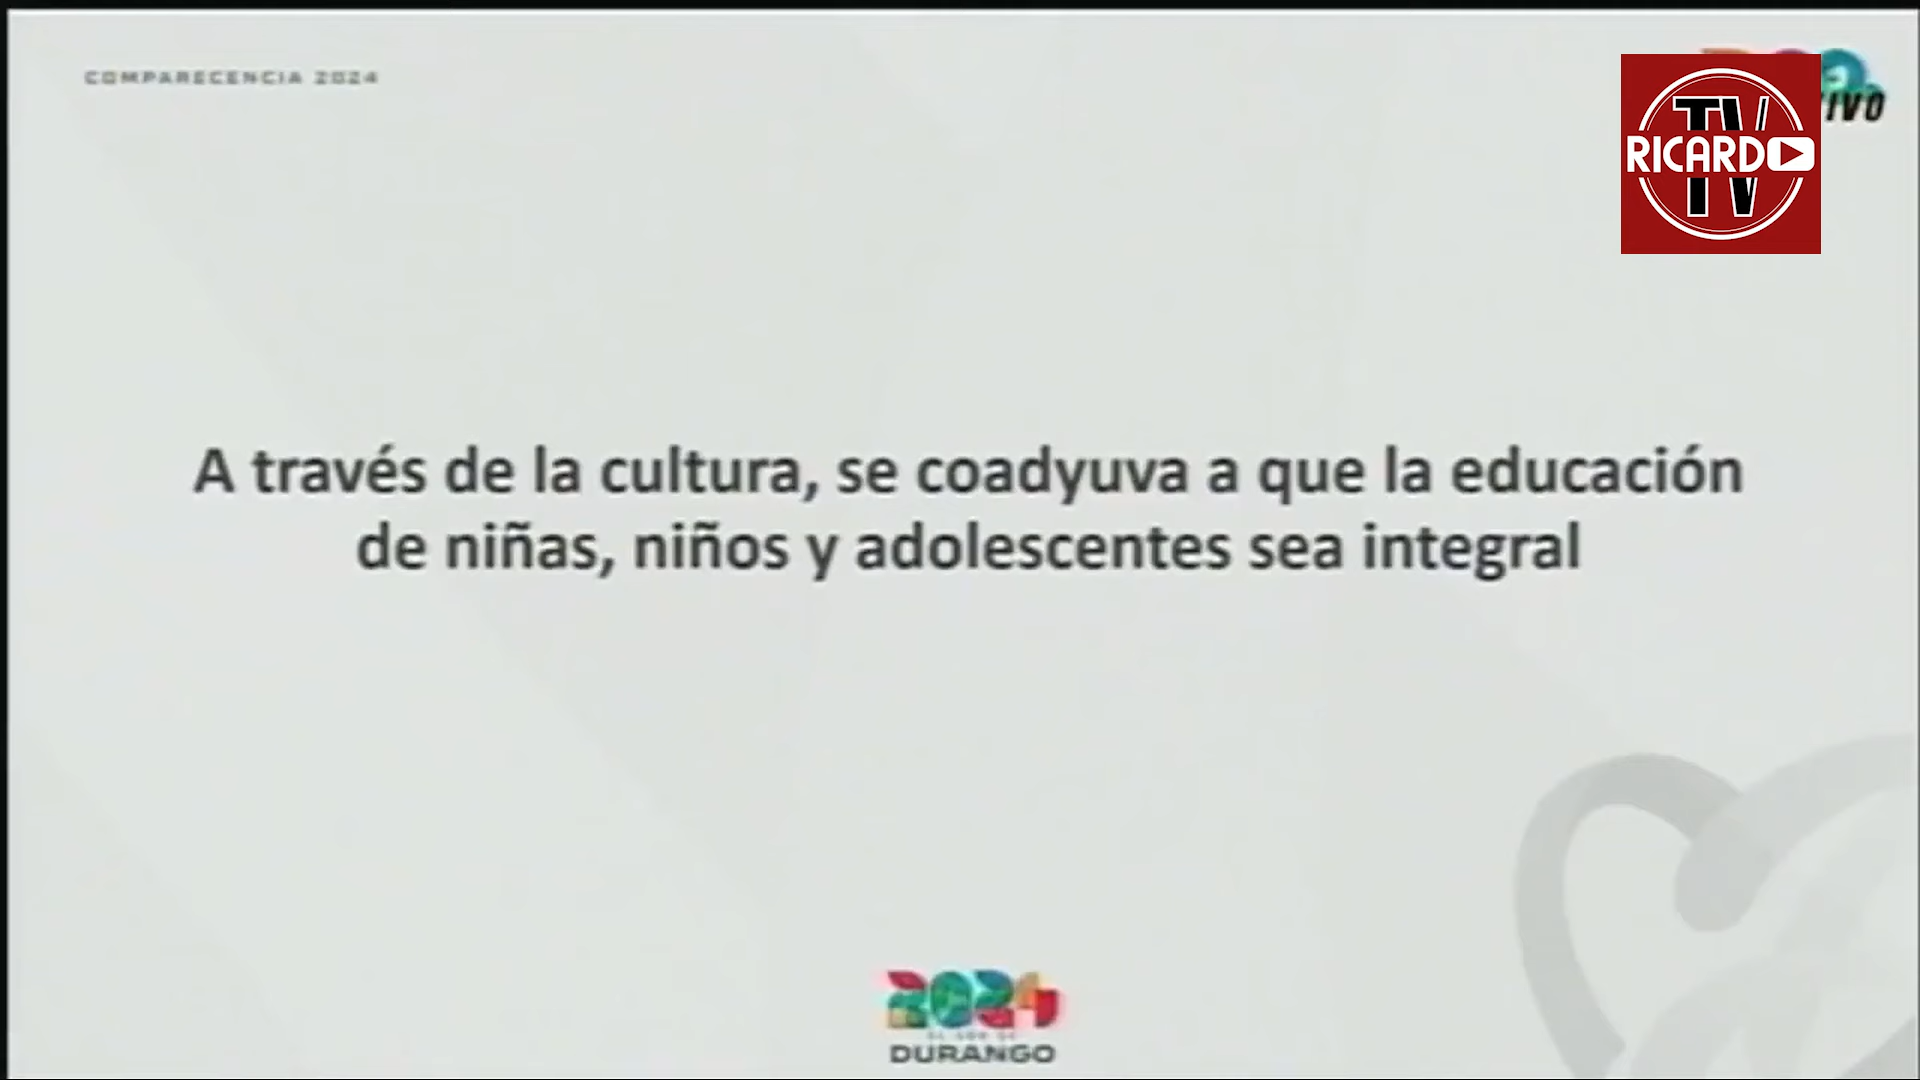 COMPARECENCIA 2024
TV
RICARDO
A través de la cultura, se coadyuva a que la educación
de niñas, niños y adolescentes sea integral
2024
DURANGO